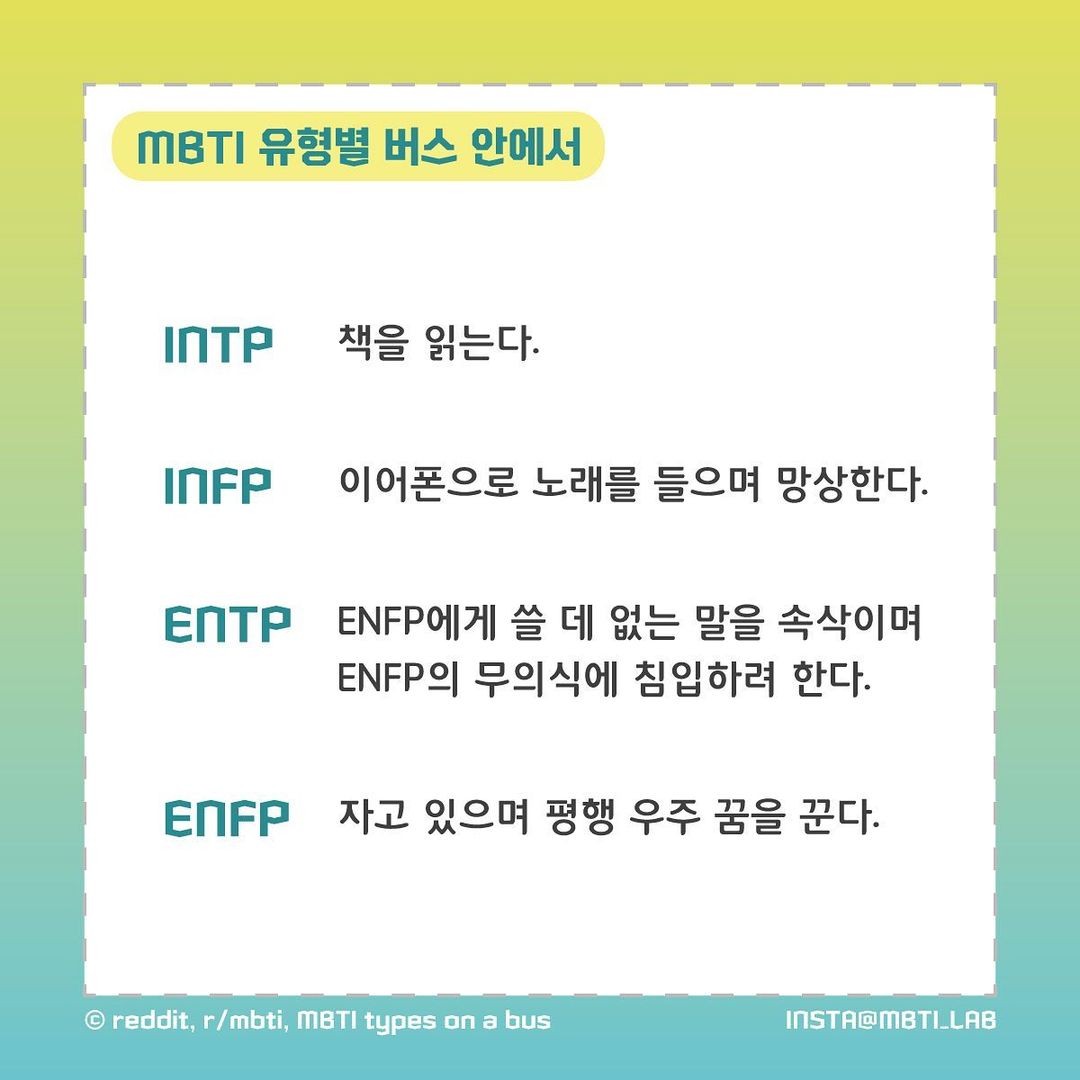 MBTI 유형별 버스 안에서
INTP 책을 읽는다.
INFP 이어폰으로 노래를 들으며 망상한다.
ENTP ENFP에게 쓸 데 없는 말을 속삭이며
ENFP의 무의식에 침입하려 한다.
ENFP 자고 있으며 평행 우주 꿈을 꾼다.
© reddit, r/mbti, MBTI types on a bus
INSTA@MBTI_LAB